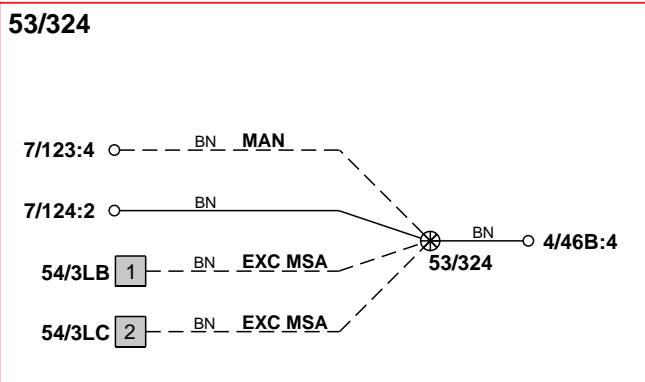 53/324
7/123:4 BN MAN
7/124:2 BN
BN 4/46B:4
53/324
54/3LB 1 BN EXC MSA
54/3LC 2 BN EXC MSA